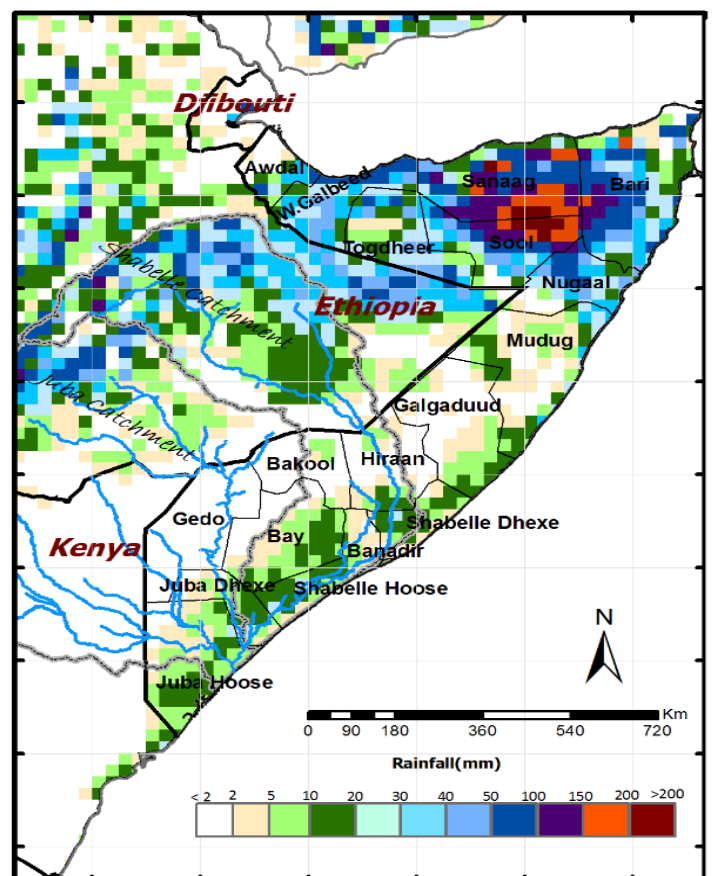 Djibouti
Awdal
W.Galbeed
Sanaag
Bari
Togdheer
Sool
Shabelle Catchment
Ethiopia
Nugaal
Mudug
Juba Catchment
Galgaduud
Bakool
Hiraan
Gedo
Shabelle Dhexe
Bay
Kenya
Banadir
Juba Dhexe
Shabelle Hoose
N
Juba Hoose
Km
0 90 180 360 540 720
Rainfall(mm)
< 2 2 5 10 20 30 40 50 100 150 200 >200